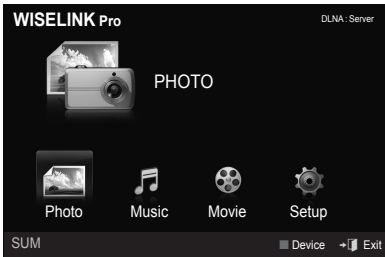 WISELINK Pro DLNA : Server
PHOTO
Photo Music Movie Setup
SUM Device Exit